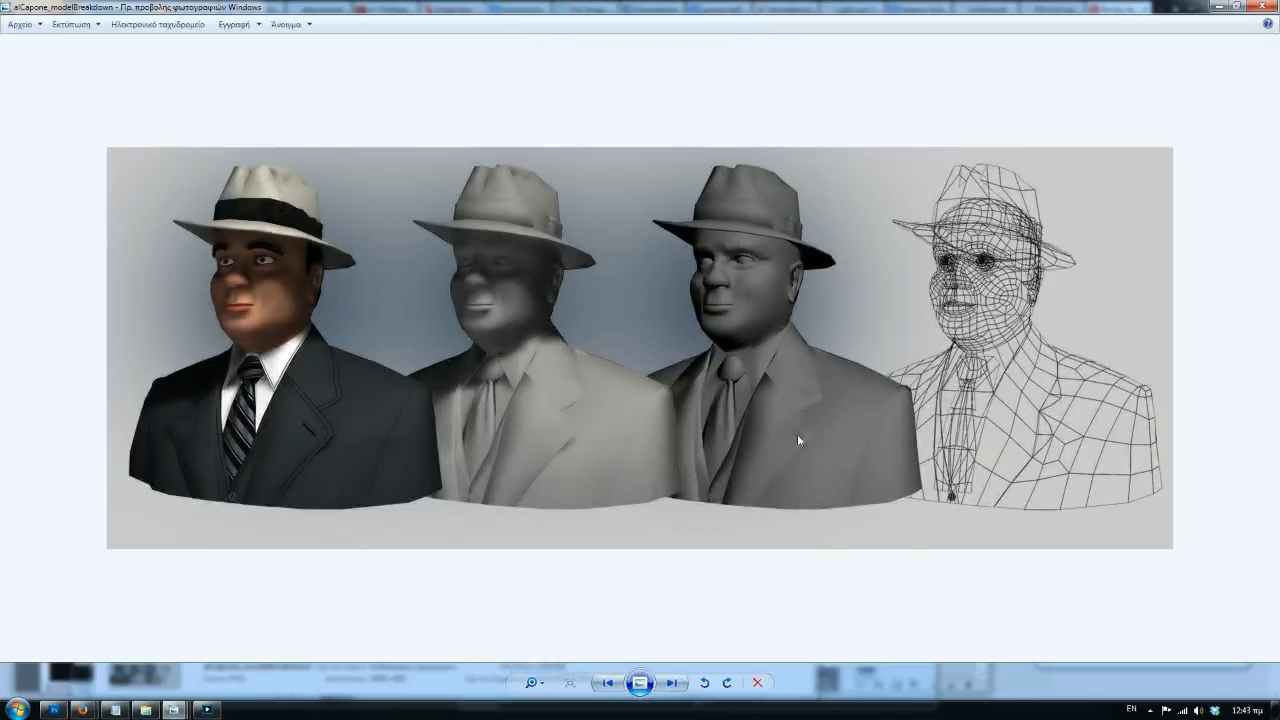 alCapone_modelBreakdown - Πρ. προβολής φωτογραφιών Windows
Αρχείο Εκτύπωση Ηλεκτρονικό ταχυδρομείο Εγγραφή Άνοιγμα
EN
12:43 πμ